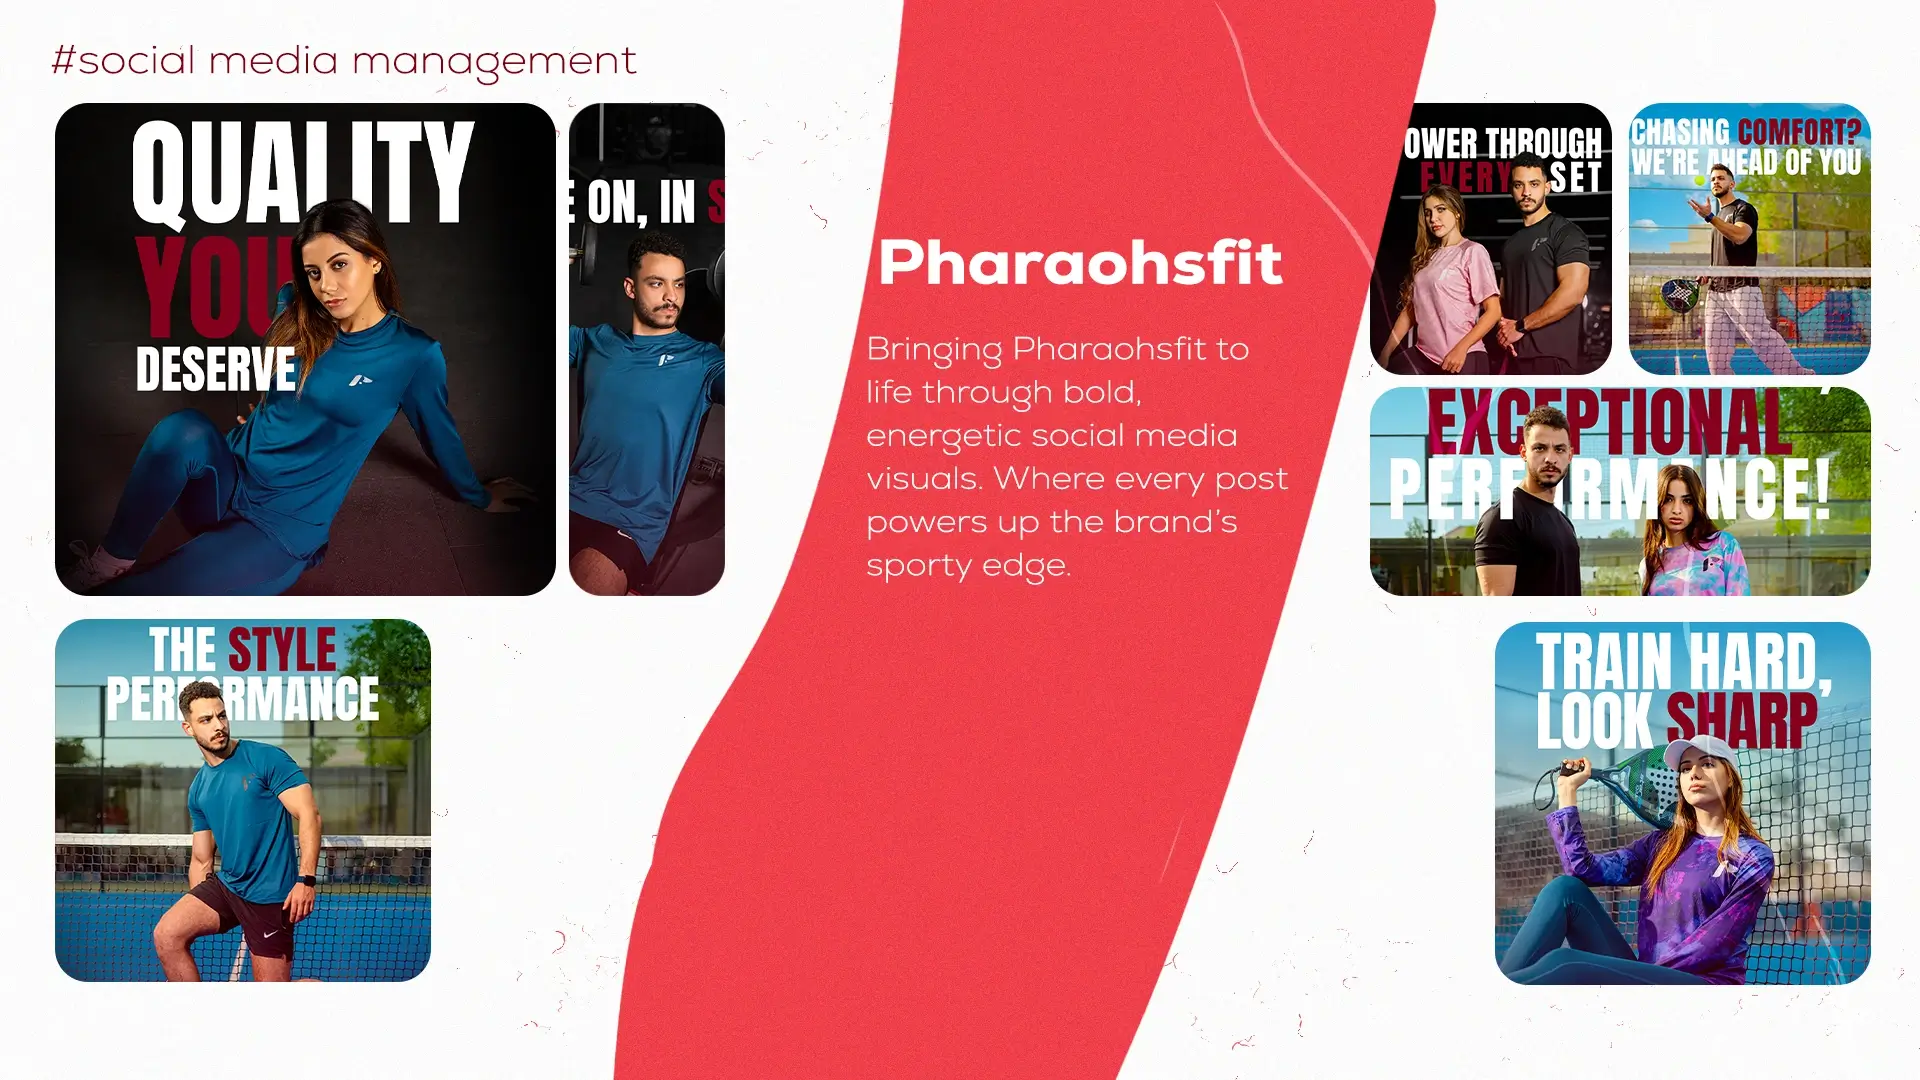 #social media management
QUALITY
YOU
DESERVE
E ON, IN S
THE STYLE
PERFORMANCE
Pharaohsfit
Bringing Pharaohsfit to
life through bold,
energetic social media
visuals. Where every post
powers up the brand's
sporty edge.
OWER THROUGH
EVERY SET
CHASING COMFORT?
WE'RE AHEAD OF YOU
EXCEPTIONAL
PERFORMANCE!
TRAIN HARD,
LOOK SHARP